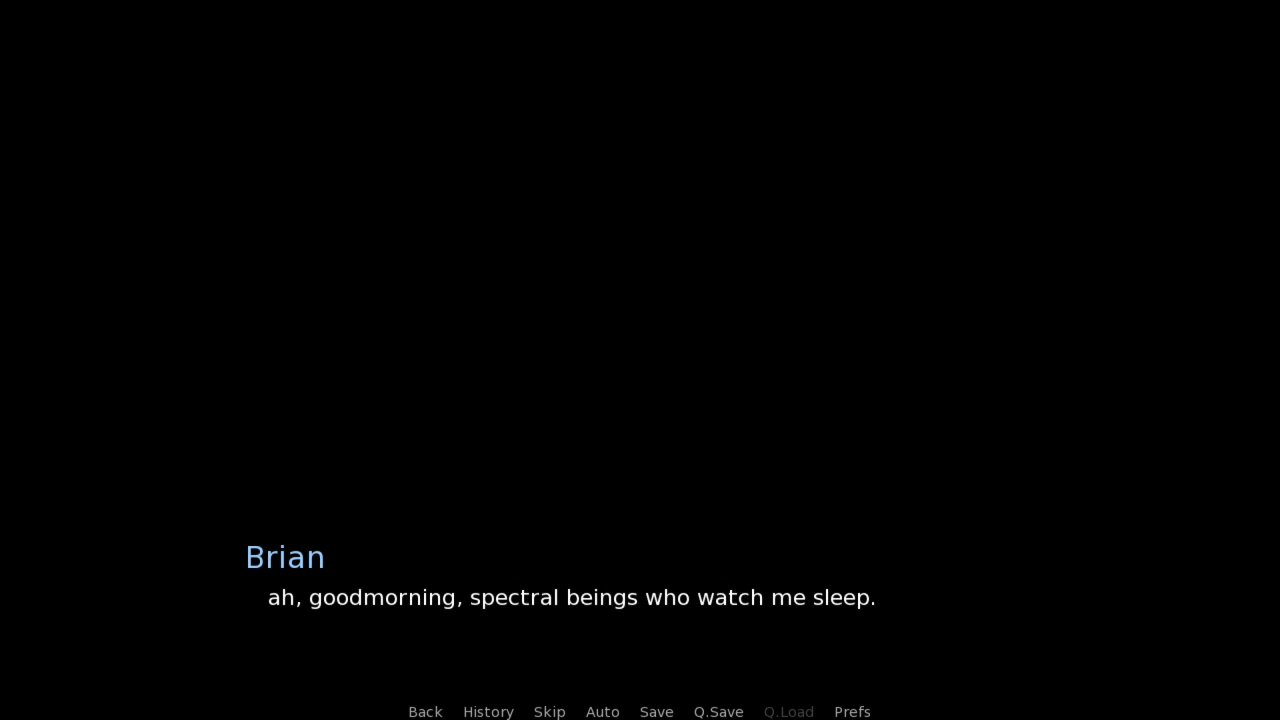 Brian
ah, goodmorning, spectral beings who watch me sleep.
Back History Skip Auto Save Q.Save Q.Load Prefs